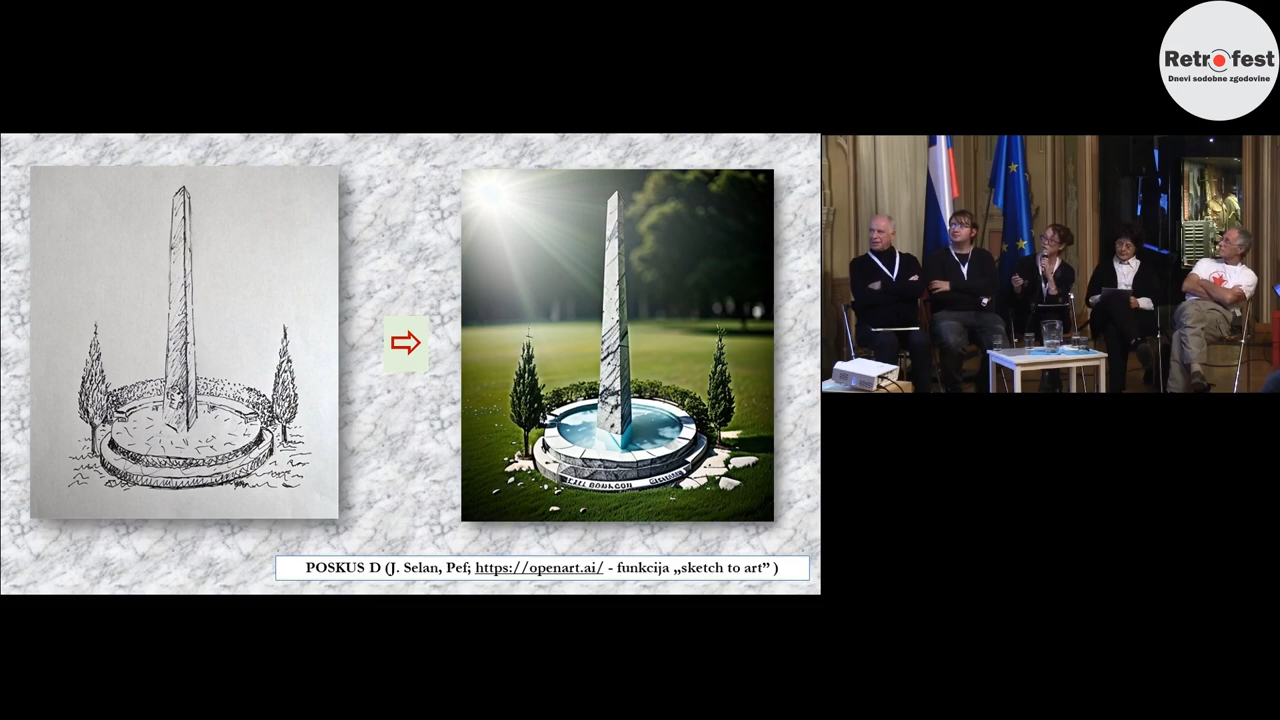 Retrofest
Dnevi sodobne zgodovine
POSKUS D (J. Selan, Pef; https://openart.ai/ - funkcija „sketch to art” )